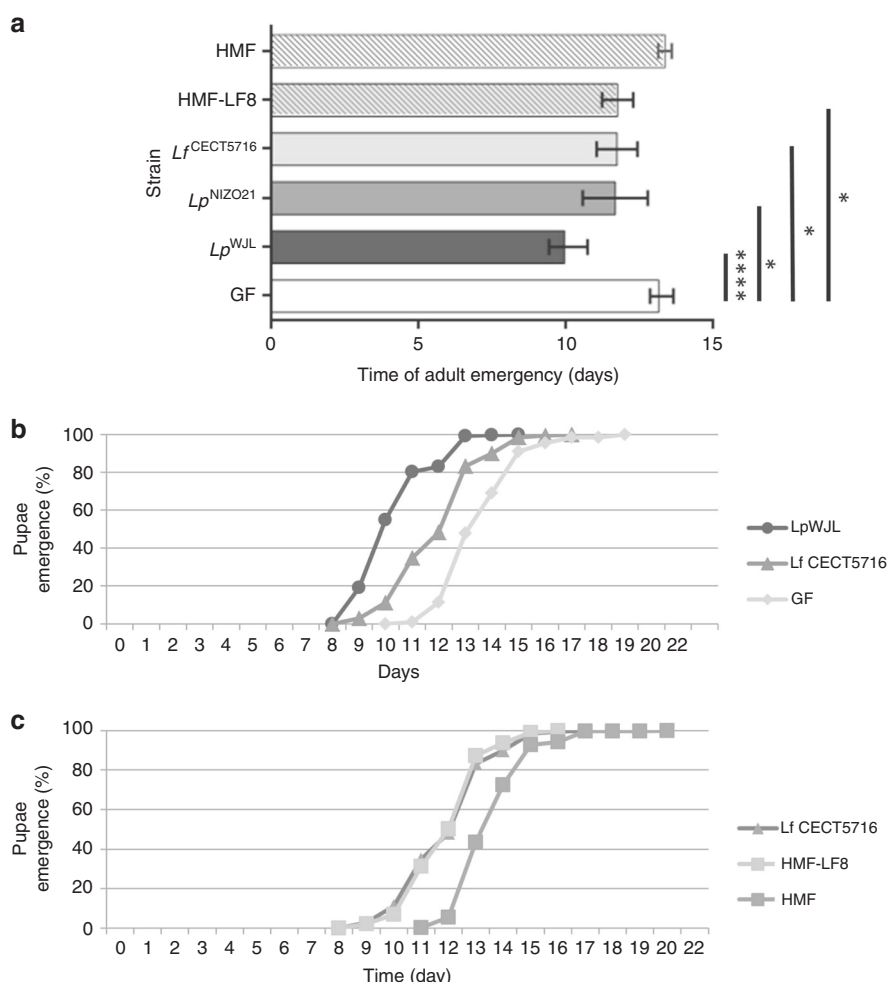 a
Strain
HMF
HMF-LF8
Lf^CECT5716
Lp^NIZO21
Lp^WJL
GF
0 5 10 15
Time of adult emergency (days)
****
*
*
*
b
Pupae
emergence (%)
100
80
60
40
20
0
0 1 2 3 4 5 6 7 8 9 10 11 12 13 14 15 16 17 18 19 20 22
Days
LpWJL
Lf CECT5716
GF
c
Pupae
emergence (%)
100
80
60
40
20
0
0 1 2 3 4 5 6 7 8 9 10 11 12 13 14 15 16 17 18 19 20 22
Time (day)
Lf CECT5716
HMF-LF8
HMF